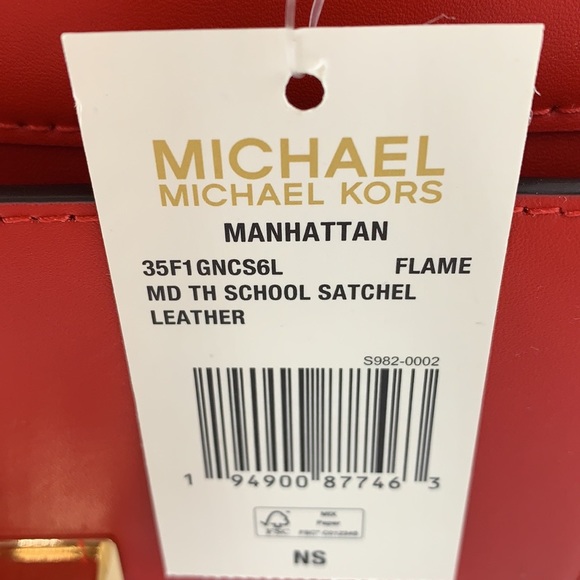 MICHAEL
MICHAEL KORS
MANHATTAN
35F1GNCS6L FLAME
MD TH SCHOOL SATCHEL
LEATHER
S982-0002
1 94900 87746 3
FSC
MIX
Paper
NS